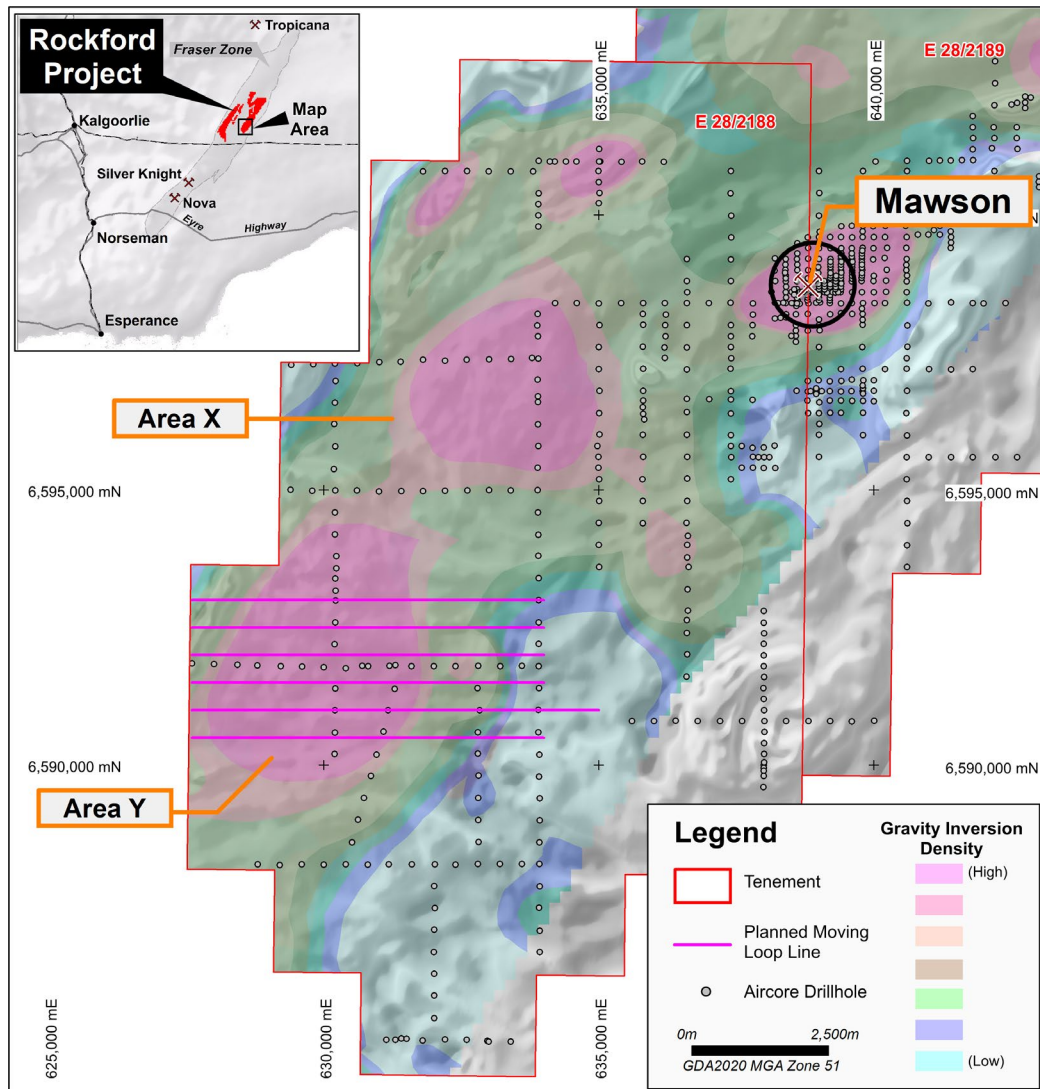 Tropicana
Fraser Zone
Rockford
Project
Map
Area
Kalgoorlie
Silver Knight
Nova
Eyre
Highway
Norseman
Esperance
635,000 mE
640,000 mE
E 28/2189
E 28/2188
Mawson
Area X
6,595,000 mN
6,595,000 mN
6,590,000 mN
6,590,000 mN
Area Y
625,000 mE
630,000 mE
635,000 mE
Legend
Tenement
Planned Moving
Loop Line
Aircore Drillhole
0m
2,500m
GDA2020 MGA Zone 51
Gravity Inversion
Density
(High)
(Low)